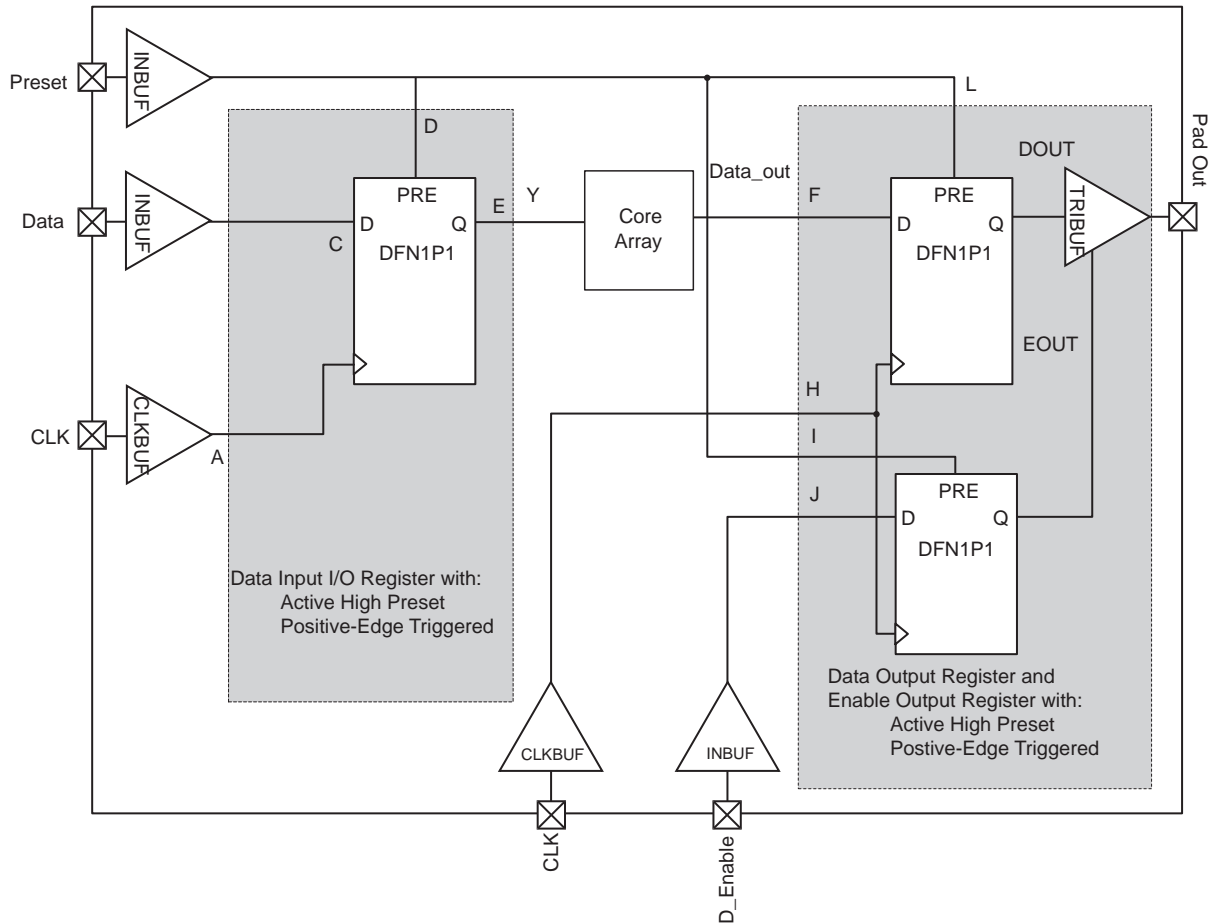 Preset
INBUF
L
D
Pad Out
DOUT
PRE
PRE
Data_out
TRIBUF
Data
INBUF
Y
Core
Array
F
E
D
Q
D
Q
C
DFN1P1
DFN1P1
EOUT
H
CLK
CLKBUF
A
I
PRE
J
D
Q
DFN1P1
Data Input I/O Register with:
Active High Preset
Positive-Edge Triggered
Data Output Register and
Enable Output Register with:
Active High Preset
Postive-Edge Triggered
CLKBUF
INBUF
CLK
D_Enable